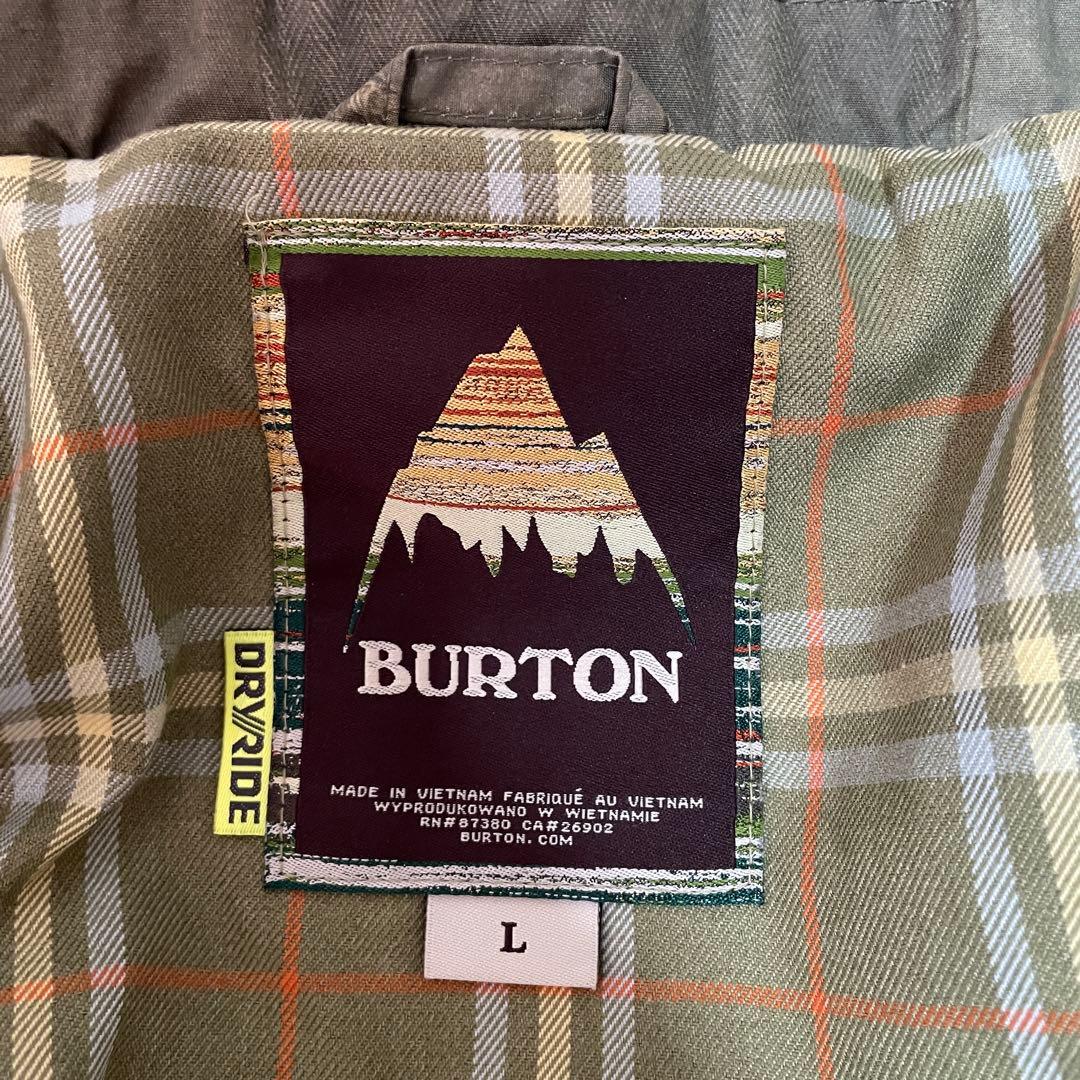 BURTON
DRY///RIDE
MADE IN VIETNAM FABRIQUÉ AU VIETNAM
WYPRODUKOWANO W WIETNAMIE
RN#87380 CA#26902
BURTON.COM
L